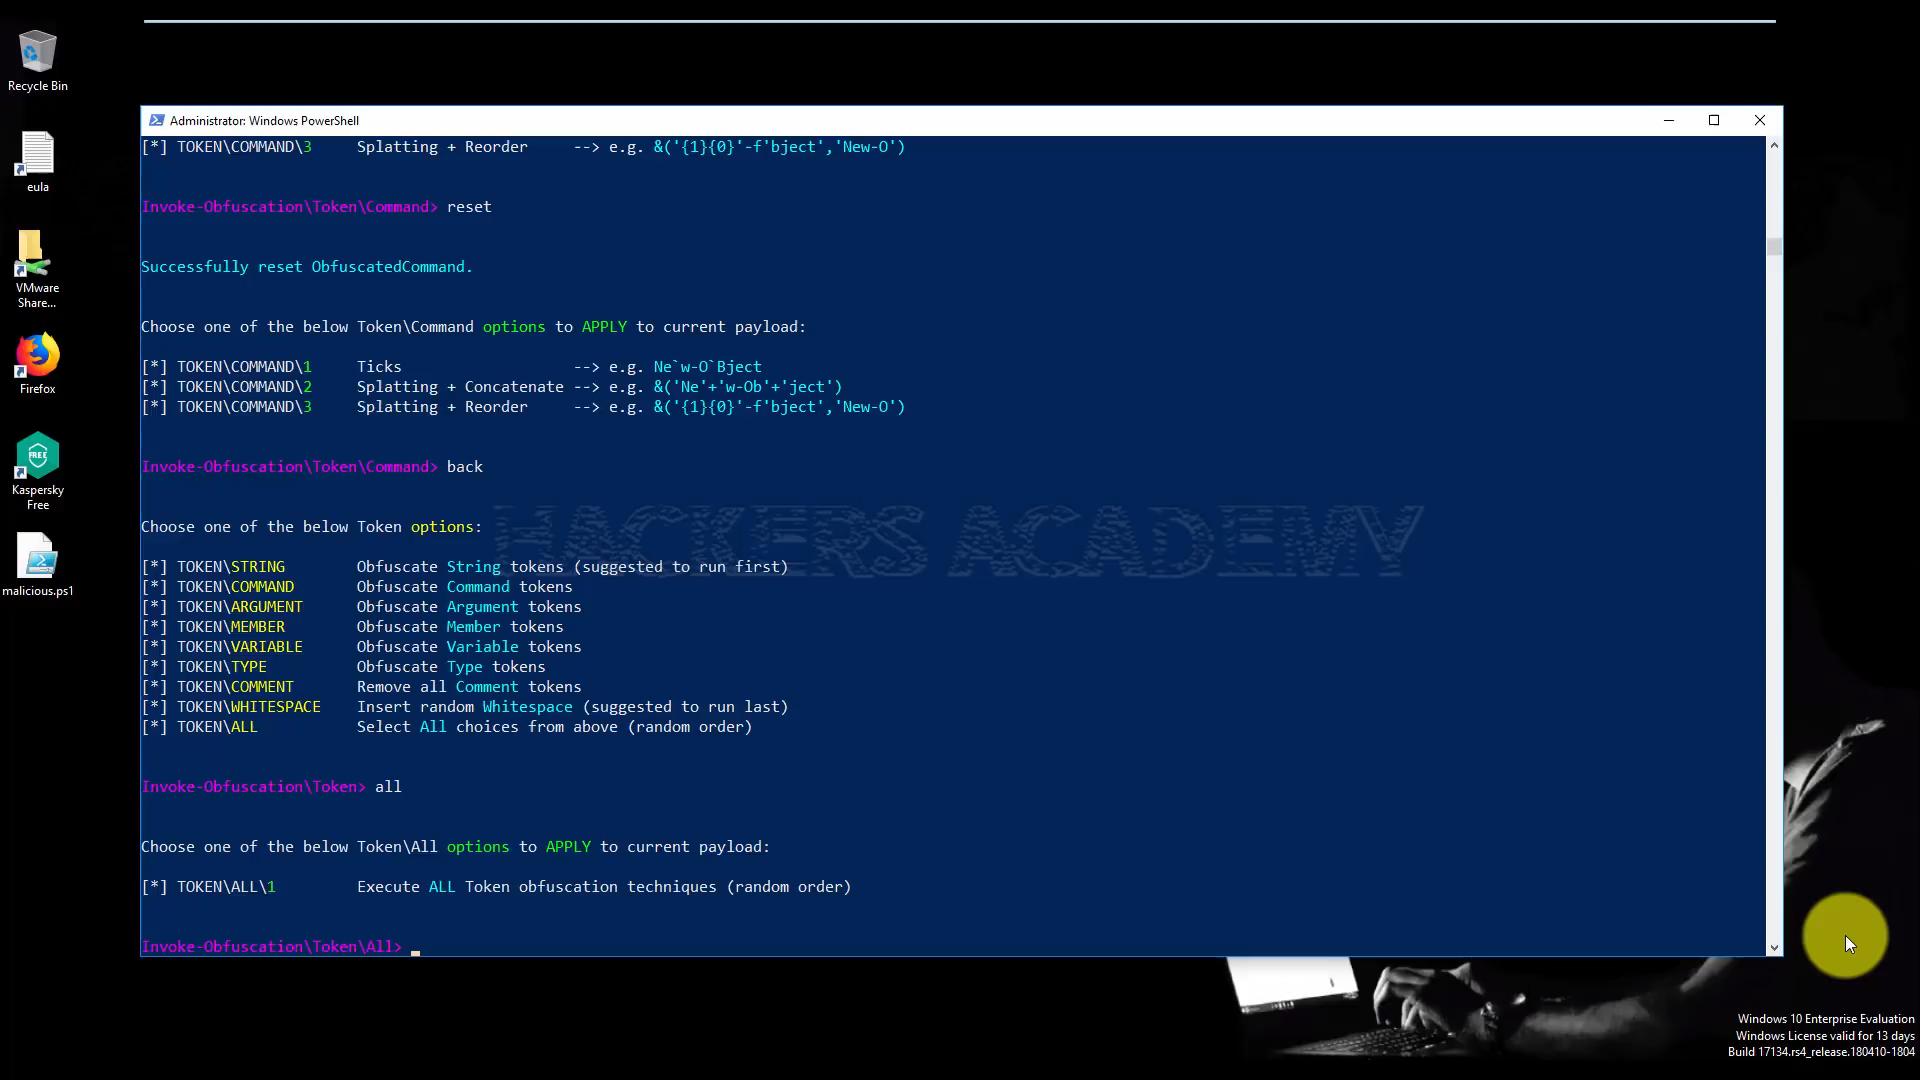 Recycle Bin
eula
VMware
Share...
Firefox
FREE
Kaspersky
Free
malicious.ps1
Administrator: Windows PowerShell
[*] TOKEN\COMMAND\3 Splatting + Reorder --> e.g. &('{1}{0}'-f'bject','New-O')
Invoke-Obfuscation\Token\Command> reset
Successfully reset ObfuscatedCommand.
Choose one of the below Token\Command options to APPLY to current payload:
[*] TOKEN\COMMAND\1 Ticks --> e.g. Ne`w-O`Bject
[*] TOKEN\COMMAND\2 Splatting + Concatenate --> e.g. &('Ne'+'w-Ob'+'ject')
[*] TOKEN\COMMAND\3 Splatting + Reorder --> e.g. &('{1}{0}'-f'bject','New-O')
Invoke-Obfuscation\Token\Command> back
Choose one of the below Token options:
HACKERS ACADEMY
[*] TOKEN\STRING Obfuscate String tokens (suggested to run first)
[*] TOKEN\COMMAND Obfuscate Command tokens
[*] TOKEN\ARGUMENT Obfuscate Argument tokens
[*] TOKEN\MEMBER Obfuscate Member tokens
[*] TOKEN\VARIABLE Obfuscate Variable tokens
[*] TOKEN\TYPE Obfuscate Type tokens
[*] TOKEN\COMMENT Remove all Comment tokens
[*] TOKEN\WHITESPACE Insert random Whitespace (suggested to run last)
[*] TOKEN\ALL Select All choices from above (random order)
Invoke-Obfuscation\Token> all
Choose one of the below Token\All options to APPLY to current payload:
[*] TOKEN\ALL\1 Execute ALL Token obfuscation techniques (random order)
Invoke-Obfuscation\Token\All>
Windows 10 Enterprise Evaluation
Windows License valid for 13 days
Build 17134.rs4_release.180410-1804